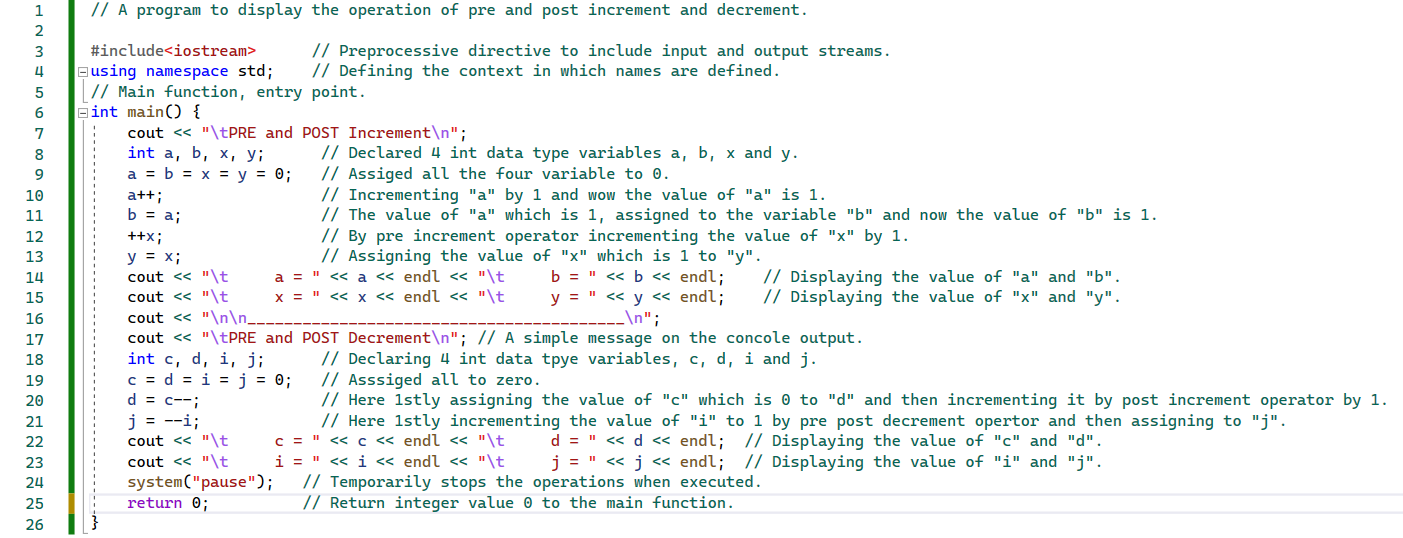 1 // A program to display the operation of pre and post increment and decrement.
2
3 #include<iostream>      // Preprocessive directive to include input and output streams.
4 using namespace std;    // Defining the context in which names are defined.
5 // Main function, entry point.
6 int main() {
7     cout << "\tPRE and POST Increment\n";
8     int a, b, x, y;      // Declared 4 int data type variables a, b, x and y.
9     a = b = x = y = 0;   // Assiged all the four variable to 0.
10     a++;                 // Incrementing "a" by 1 and wow the value of "a" is 1.
11     b = a;               // The value of "a" which is 1, assigned to the variable "b" and now the value of "b" is 1.
12     ++x;                 // By pre increment operator incrementing the value of "x" by 1.
13     y = x;               // Assigning the value of "x" which is 1 to "y".
14     cout << "\t     a = " << a << endl << "\t     b = " << b << endl;    // Displaying the value of "a" and "b".
15     cout << "\t     x = " << x << endl << "\t     y = " << y << endl;    // Displaying the value of "x" and "y".
16     cout << "\n\n_________________________________________\n";
17     cout << "\tPRE and POST Decrement\n"; // A simple message on the concole output.
18     int c, d, i, j;      // Declaring 4 int data tpye variables, c, d, i and j.
19     c = d = i = j = 0;   // Asssiged all to zero.
20     d = c--;             // Here 1stly assigning the value of "c" which is 0 to "d" and then incrementing it by post increment operator by 1.
21     j = --i;             // Here 1stly incrementing the value of "i" to 1 by pre post decrement opertor and then assigning to "j".
22     cout << "\t     c = " << c << endl << "\t     d = " << d << endl;  // Displaying the value of "c" and "d".
23     cout << "\t     i = " << i << endl << "\t     j = " << j << endl;  // Displaying the value of "i" and "j".
24     system("pause");   // Temporarily stops the operations when executed.
25     return 0;          // Return integer value 0 to the main function.
26 }